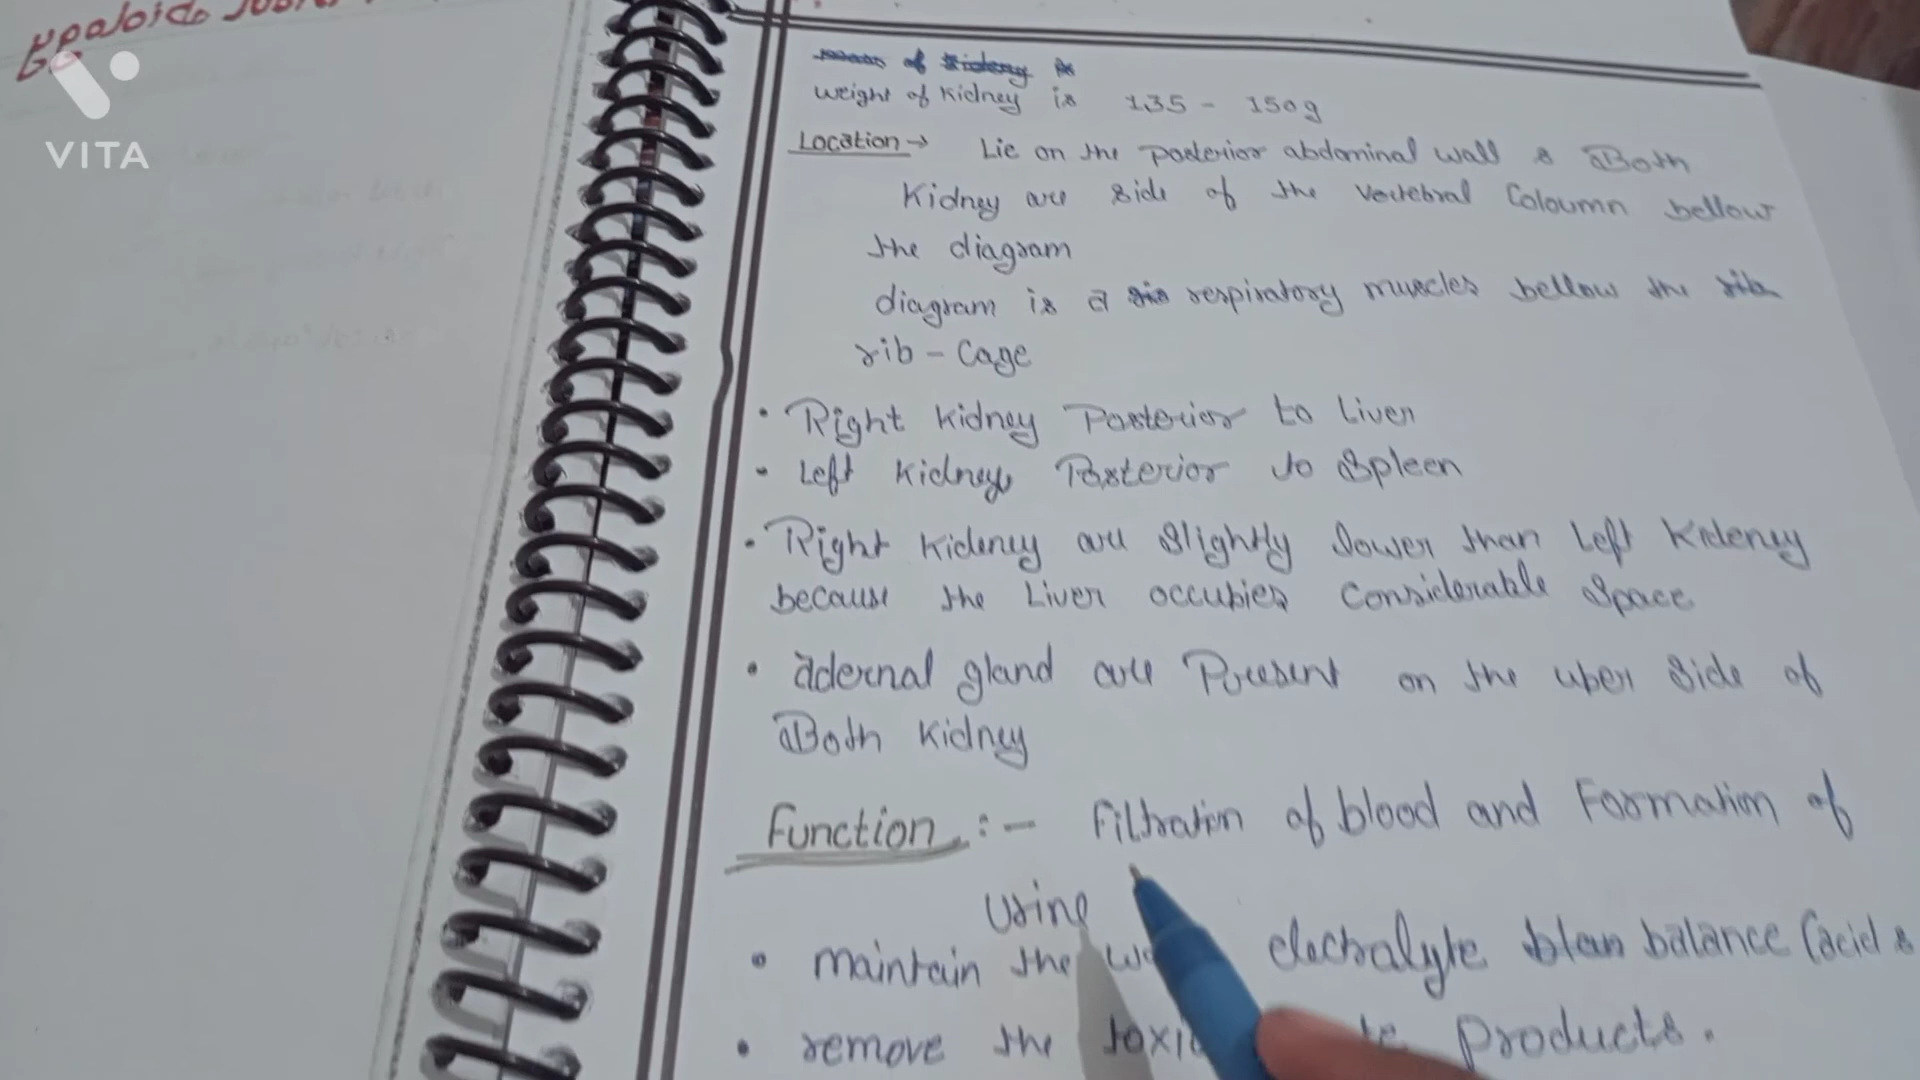 VITA
weight of Kidney is 135 - 150g
Location → Lie on the Posterior abdominal wall & Both
Kidney are side of the vertebral Coloumn bellow
the diagram
diagram is a respiratory muscles bellow the rib
rib - Cage
• Right Kidney Posterior to Liver
• Left Kidney Posterior to Spleen
• Right Kideney are Slightly lower than Left Kideney
because the Liver occupies Considerable Space
• adernal gland are Present on the uper Side of
Both Kidney
Function :- Filtration of blood and Formation of
Urine
• maintain the electralyte balance (acid &
• remove the products.